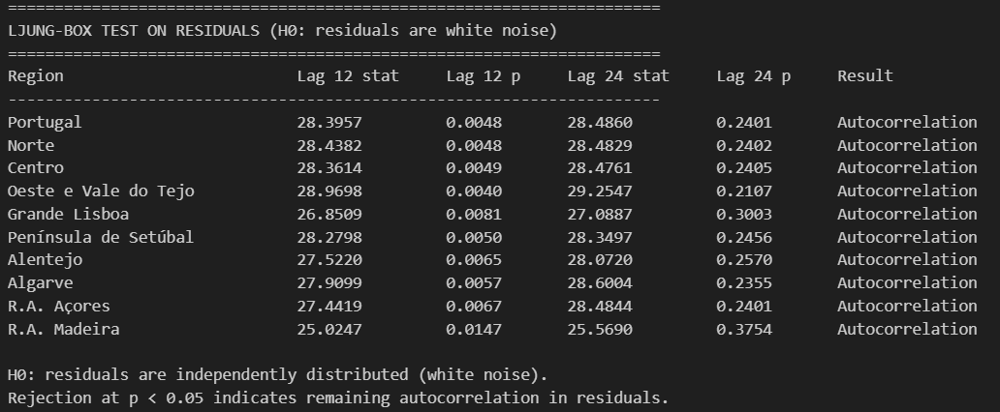 ======================================================================
LJUNG-BOX TEST ON RESIDUALS (H0: residuals are white noise)
======================================================================
Region                         Lag 12 stat     Lag 12 p     Lag 24 stat     Lag 24 p     Result
----------------------------------------------------------------------
Portugal                       28.3957         0.0048       28.4860         0.2401       Autocorrelation
Norte                          28.4382         0.0048       28.4829         0.2402       Autocorrelation
Centro                         28.3614         0.0049       28.4761         0.2405       Autocorrelation
Oeste e Vale do Tejo           28.9698         0.0040       29.2547         0.2107       Autocorrelation
Grande Lisboa                  26.8509         0.0081       27.0887         0.3003       Autocorrelation
Península de Setúbal           28.2798         0.0050       28.3497         0.2456       Autocorrelation
Alentejo                       27.5220         0.0065       28.0720         0.2570       Autocorrelation
Algarve                        27.9099         0.0057       28.6004         0.2355       Autocorrelation
R.A. Açores                    27.4419         0.0067       28.4844         0.2401       Autocorrelation
R.A. Madeira                   25.0247         0.0147       25.5690         0.3754       Autocorrelation

H0: residuals are independently distributed (white noise).
Rejection at p < 0.05 indicates remaining autocorrelation in residuals.